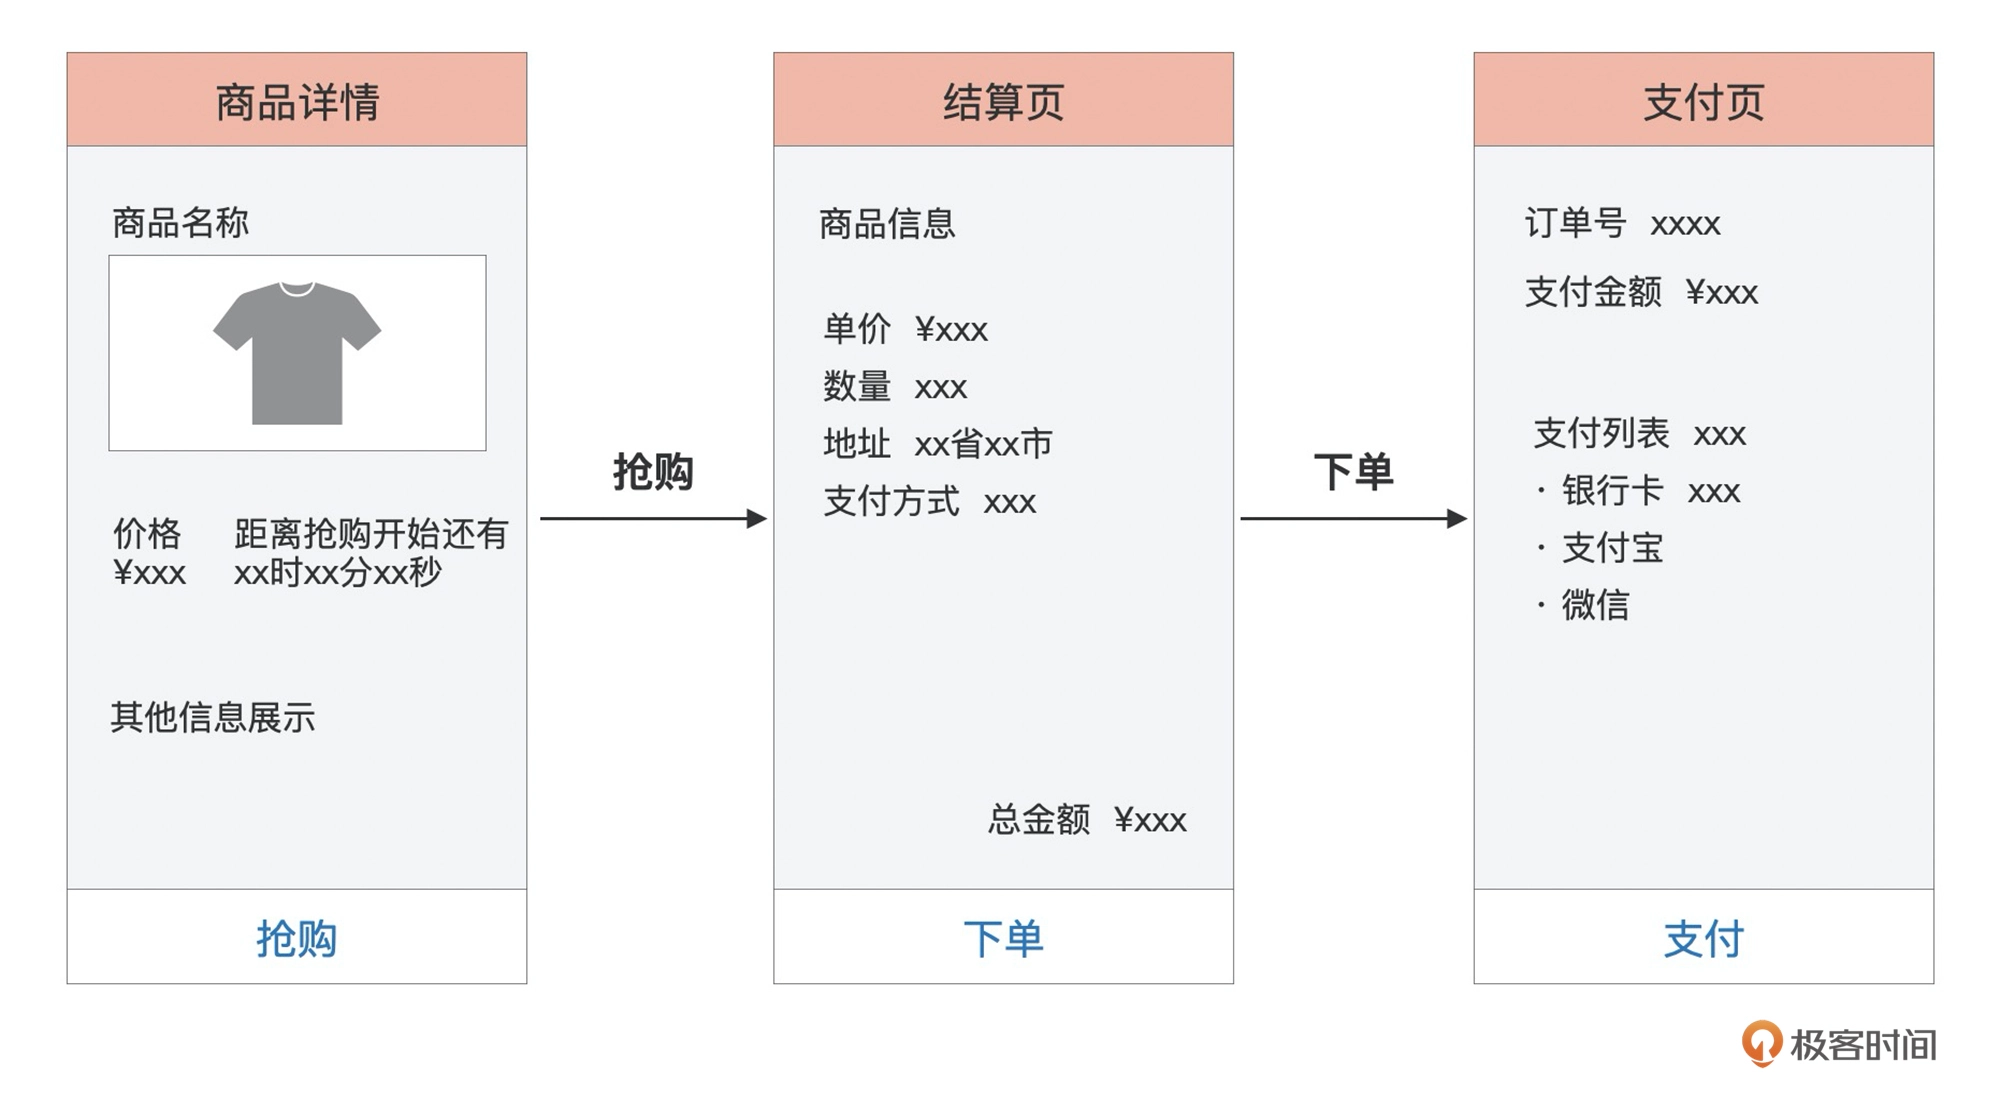 商品详情
商品名称
价格
¥xxx
距离抢购开始还有
xx时xx分xx秒
其他信息展示
抢购
抢购
结算页
商品信息
单价 ¥xxx
数量 xxx
地址 xx省xx市
支付方式 xxx
总金额 ¥xxx
下单
下单
支付页
订单号 xxxx
支付金额 ¥xxx
支付列表 xxx
· 银行卡 xxx
· 支付宝
· 微信
支付
极客时间